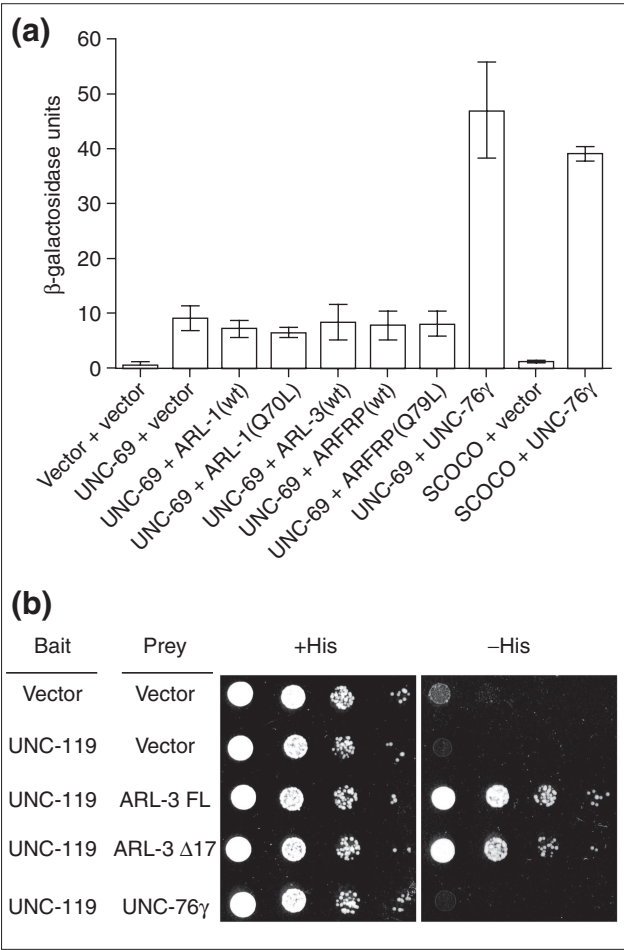 (a)
60
50
40
30
20
10
0
β-galactosidase units
Vector + vector
UNC-69 + vector
UNC-69 + ARL-1(wt)
UNC-69 + ARL-1(Q70L)
UNC-69 + ARL-3(wt)
UNC-69 + ARFRP(wt)
UNC-69 + ARFRP(Q79L)
UNC-69 + UNC-76γ
SCOCO + vector
SCOCO + UNC-76γ
(b)
Bait Prey +His –His
Vector Vector
UNC-119 Vector
UNC-119 ARL-3 FL
UNC-119 ARL-3 Δ17
UNC-119 UNC-76γ